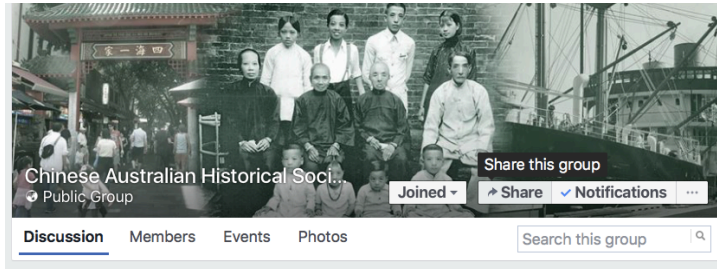 四海一家
Share this group
Chinese Australian Historical Soci...
Public Group
Joined
Share
Notifications
Discussion
Members
Events
Photos
Search this group